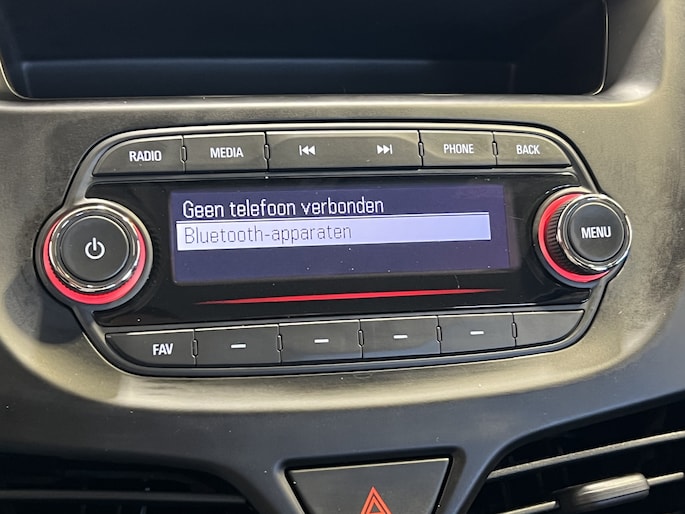 RADIO MEDIA PHONE BACK
Geen telefoon verbonden
Bluetooth-apparaten
MENU
FAV